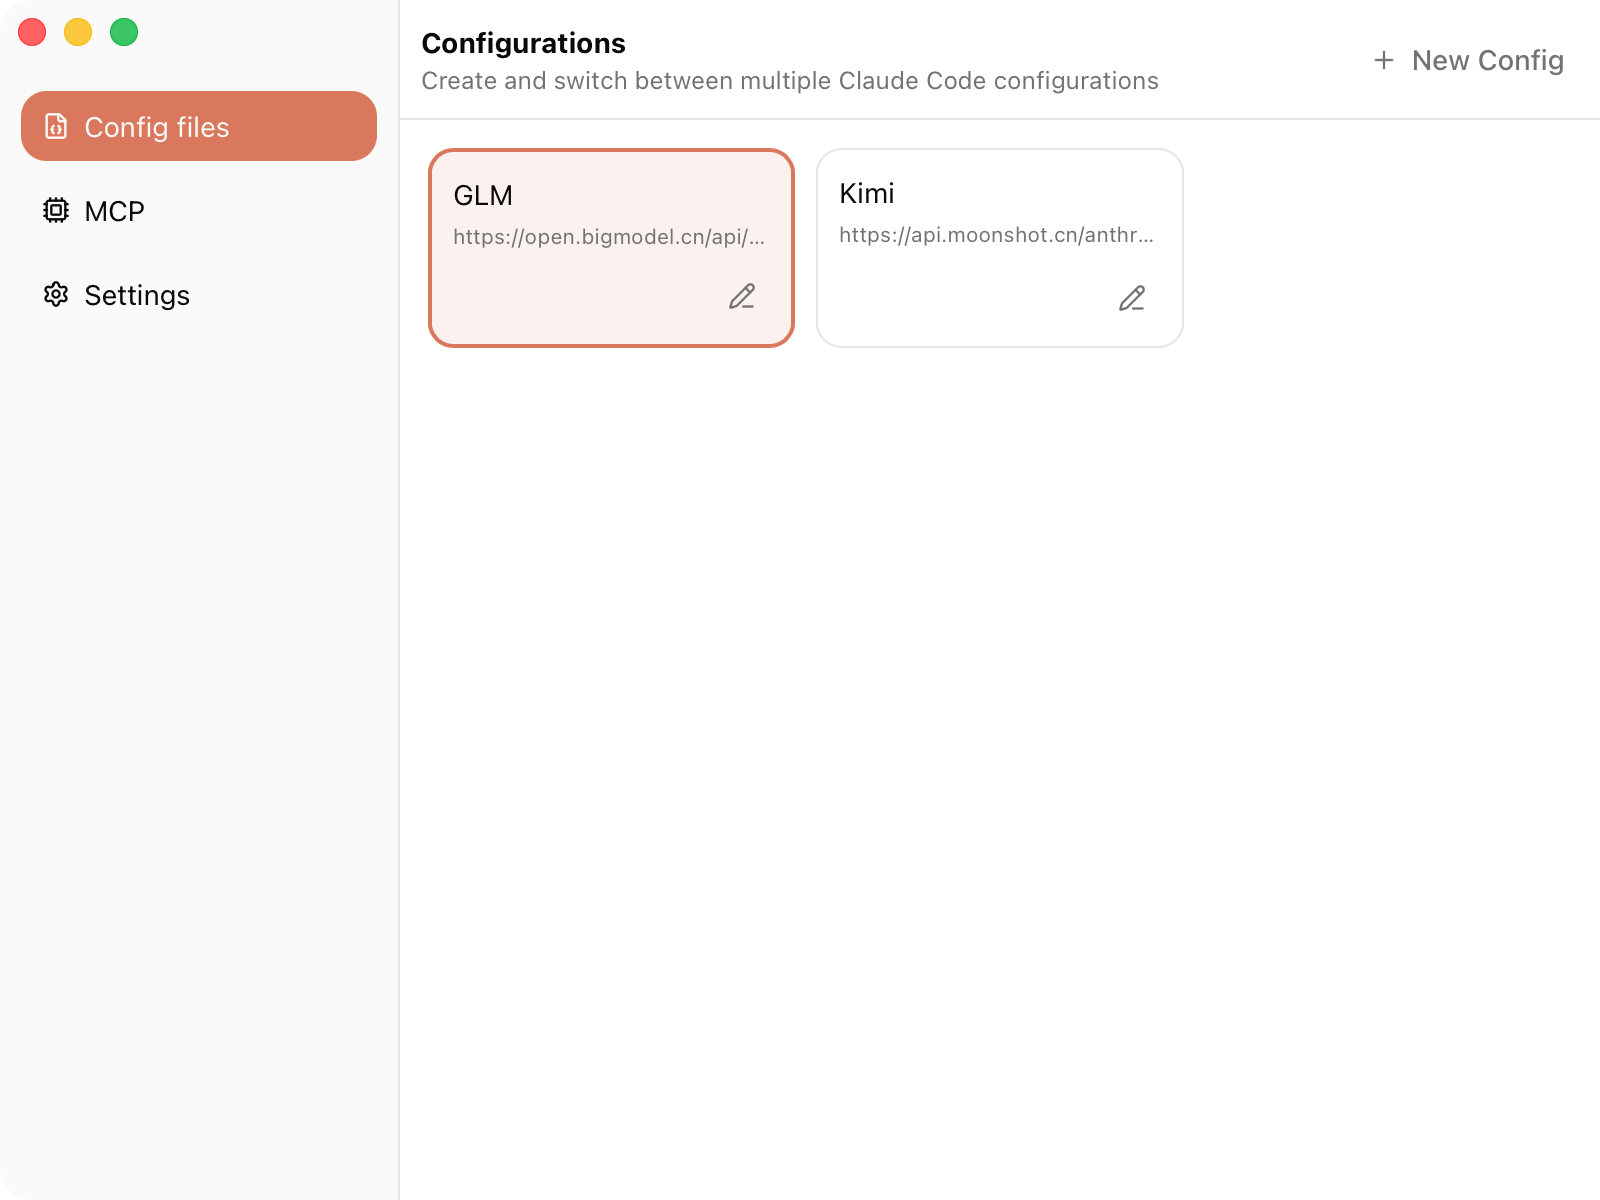 Config files
MCP
Settings
Configurations
Create and switch between multiple Claude Code configurations
New Config
GLM
https://open.bigmodel.cn/api/...
Kimi
https://api.moonshot.cn/anthr...